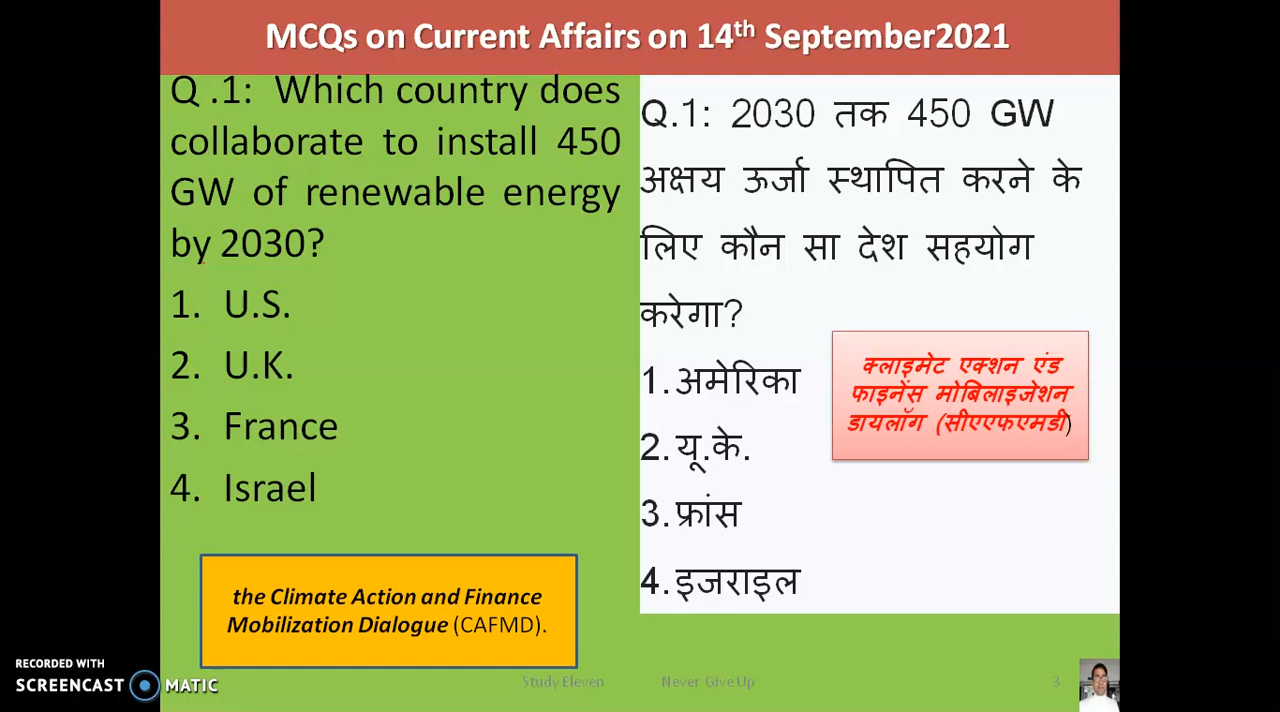 MCQs on Current Affairs on 14th September2021
Q .1: Which country does
collaborate to install 450
GW of renewable energy
by 2030?
1. U.S.
2. U.K.
3. France
4. Israel
the Climate Action and Finance
Mobilization Dialogue (CAFMD).
Q.1: 2030 तक 450 GW
अक्षय ऊर्जा स्थापित करने के
लिए कौन सा देश सहयोग
करेगा?
1. अमेरिका
2. यू.के.
3. फ्रांस
4. इजराइल
क्लाइमेट एक्शन एंड
फाइनेंस मोबिलाइजेशन
डायलॉग (सीएएफएमडी)
RECORDED WITH
SCREENCAST MATIC
Study Eleven Never Give Up 3